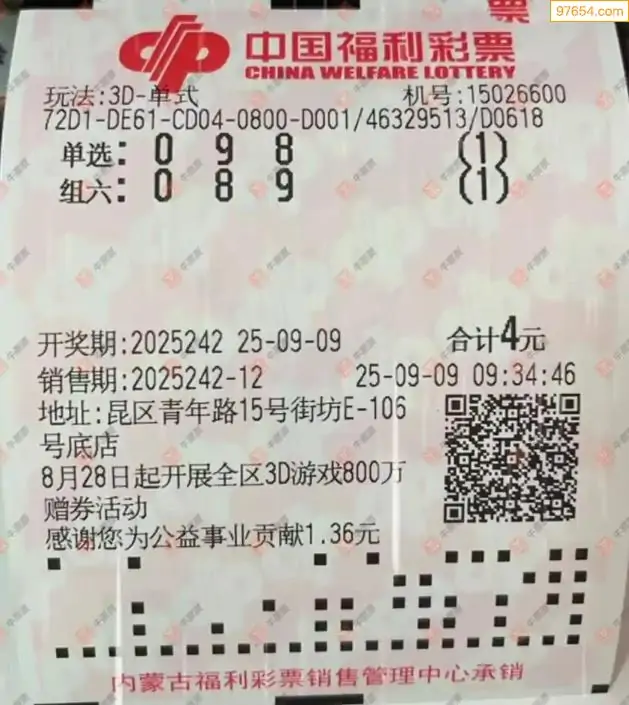 97654.com
票
中国福利彩票
CHINA WELFARE LOTTERY
玩法:3D-单式 机号:15026600
72D1-DE61-CD04-0800-D001/46329513/D0618
单选: 0 9 8 (1)
组六: 0 8 9 (1)
开奖期:2025242 25-09-09 合计4元
销售期:2025242-12 25-09-09 09:34:46
地址:昆区青年路15号街坊E-106
号底店
8月28日起开展全区3D游戏800万
赠券活动
感谢您为公益事业贡献1.36元
内蒙古福利彩票销售管理中心承销